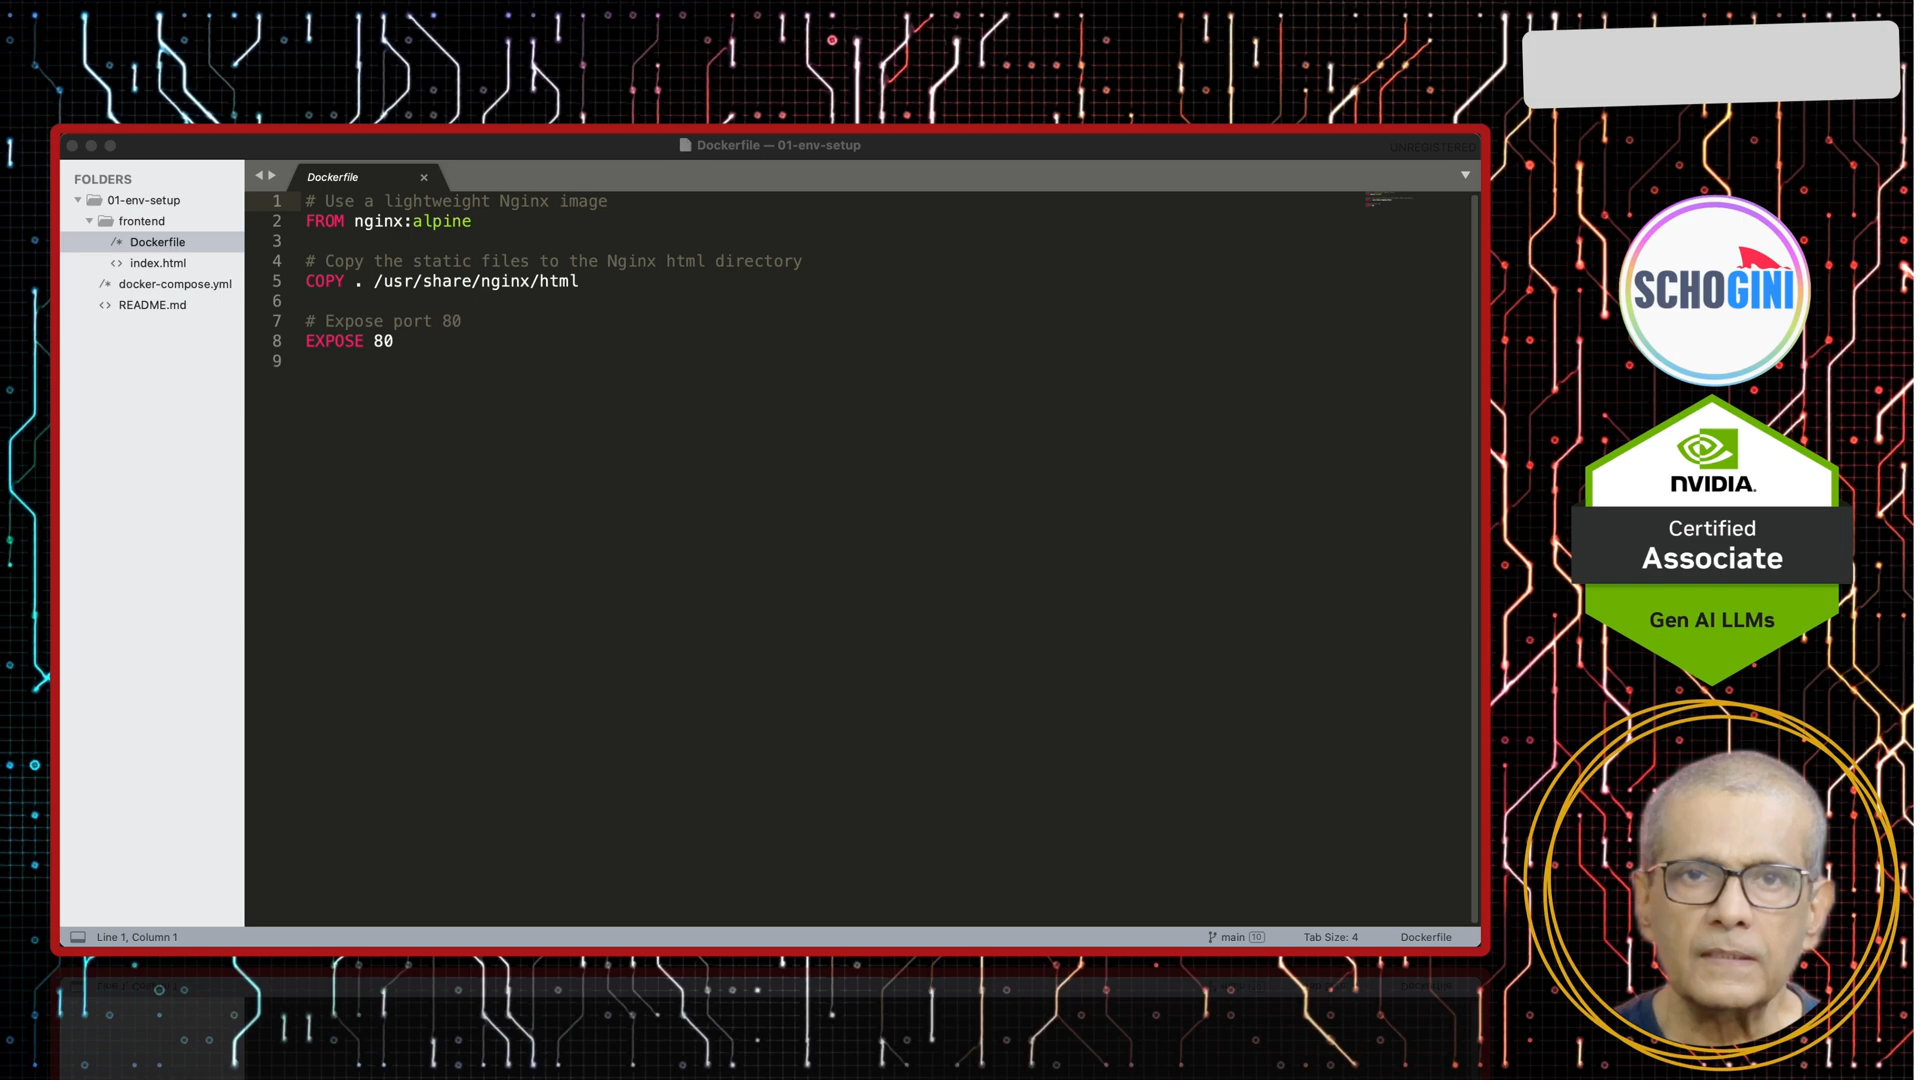 Dockerfile — 01-env-setup
UNREGISTERED
FOLDERS
01-env-setup
frontend
/* Dockerfile
<> index.html
/* docker-compose.yml
<> README.md
Dockerfile
1 # Use a lightweight Nginx image
2 FROM nginx:alpine
3
4 # Copy the static files to the Nginx html directory
5 COPY . /usr/share/nginx/html
6
7 # Expose port 80
8 EXPOSE 80
9
Line 1, Column 1
main 10
Tab Size: 4
Dockerfile
SCHOGINI
NVIDIA.
Certified
Associate
Gen AI LLMs